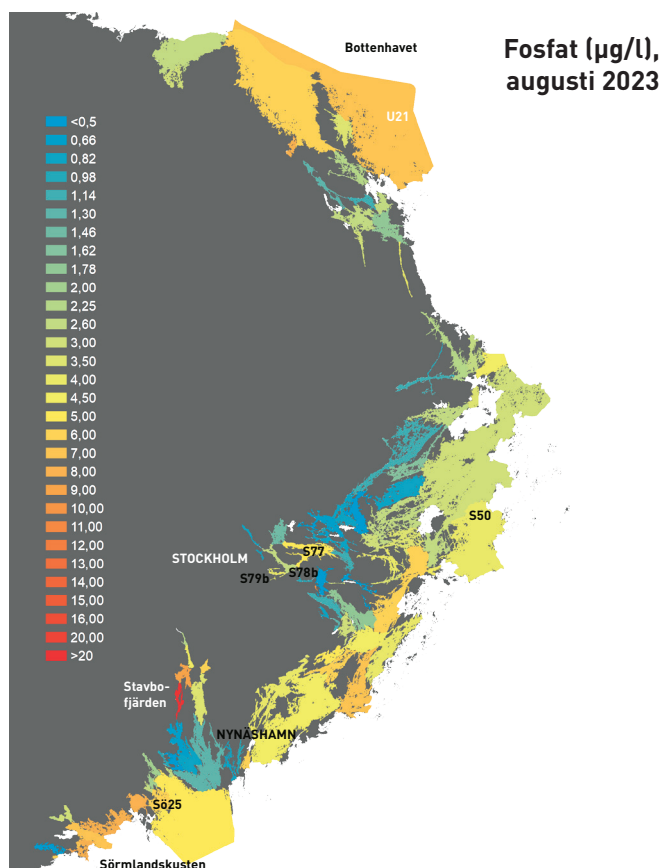 Fosfat (µg/l),
augusti 2023
Bottenhavet
U21
<0,5
0,66
0,82
0,98
1,14
1,30
1,46
1,62
1,78
2,00
2,25
2,60
3,00
3,50
4,00
4,50
5,00
6,00
7,00
8,00
9,00
10,00
11,00
12,00
13,00
14,00
15,00
16,00
20,00
>20
S50
S77
STOCKHOLM
S78b
S79b
Stavbo-
fjärden
NYNÄSHAMN
Sö25
Sörmlandskusten